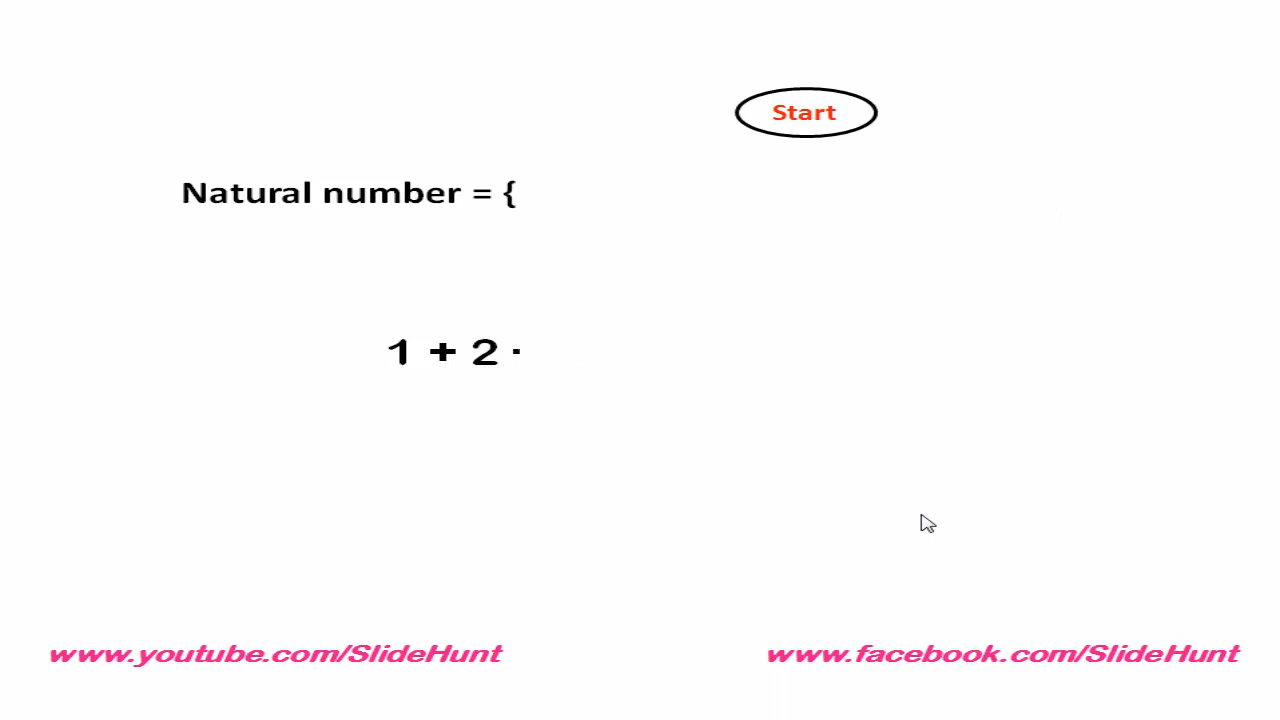 Start
Natural number = {
1 + 2 ·
www.youtube.com/SlideHunt
www.facebook.com/SlideHunt